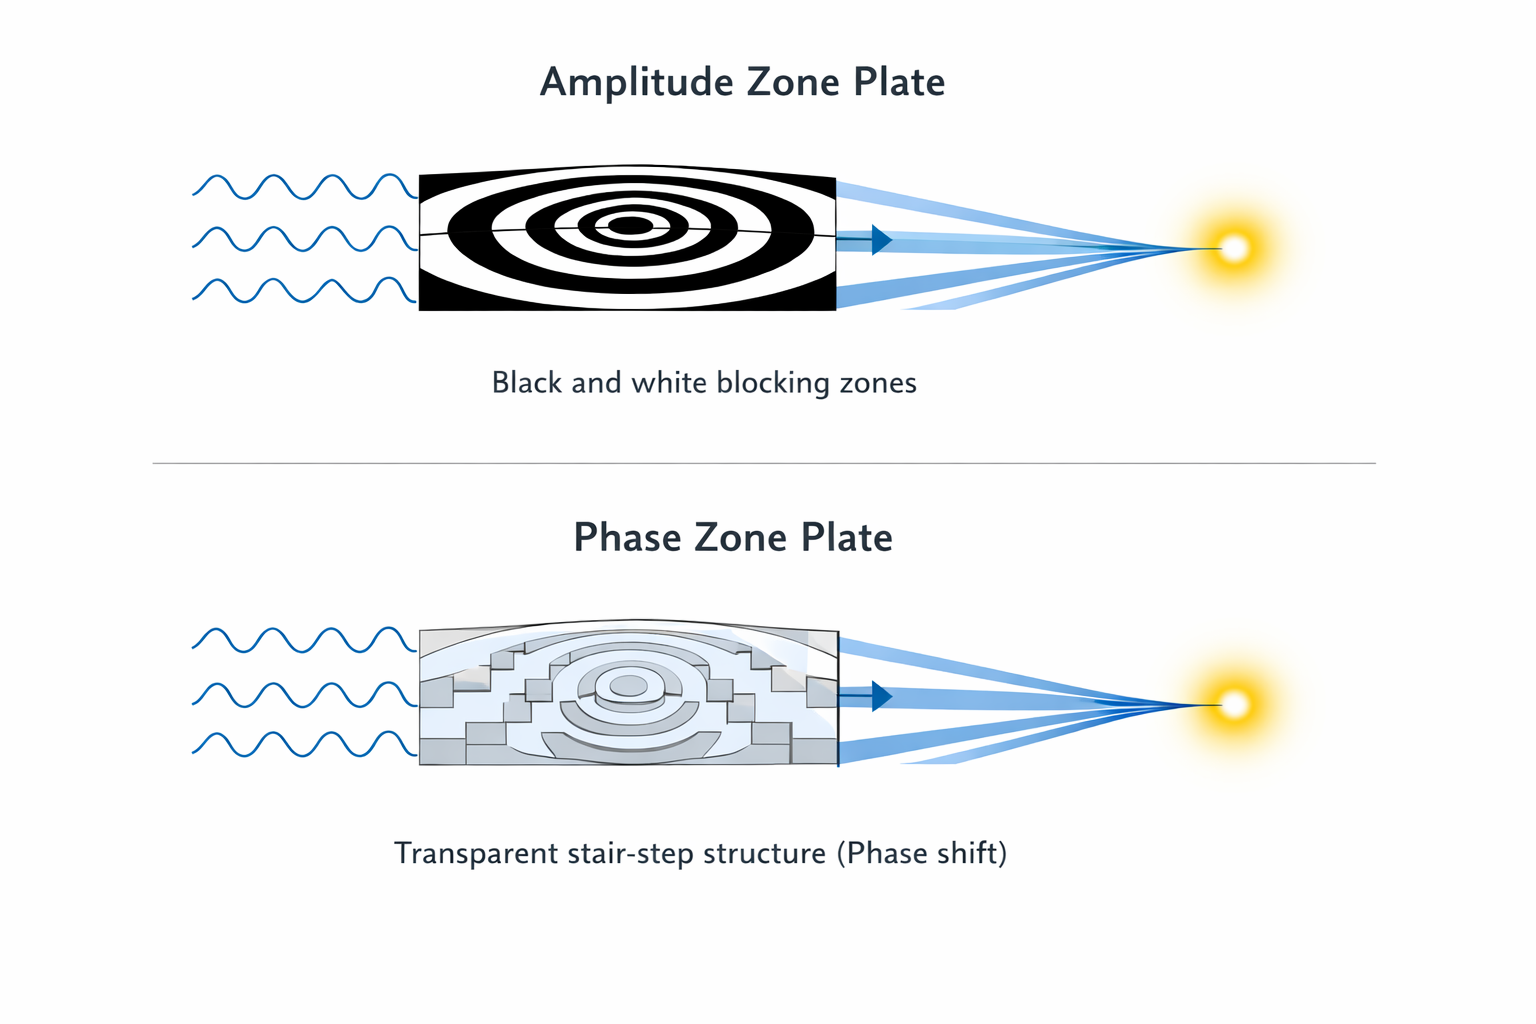 Amplitude Zone Plate
Black and white blocking zones
Phase Zone Plate
Transparent stair-step structure (Phase shift)